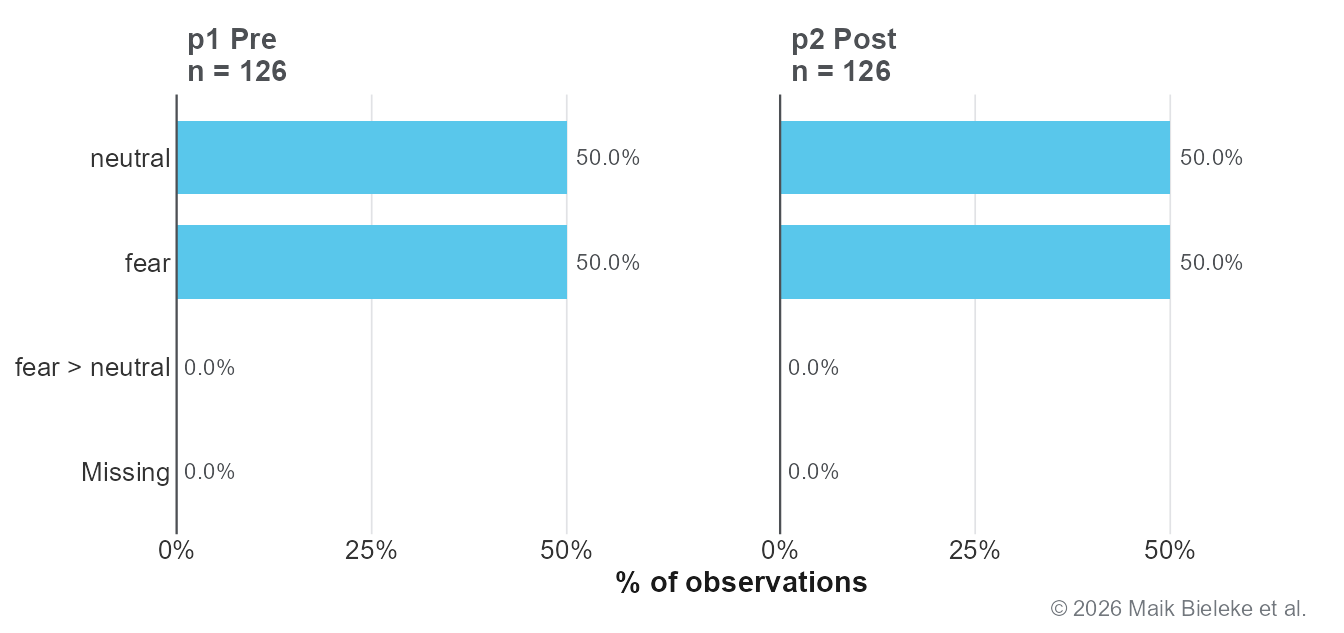 p1 Pre
n = 126
p2 Post
n = 126
neutral
50.0%
50.0%
fear
50.0%
50.0%
fear > neutral
0.0%
0.0%
Missing
0.0%
0.0%
0%
25%
50%
0%
25%
50%
% of observations
© 2026 Maik Bieleke et al.